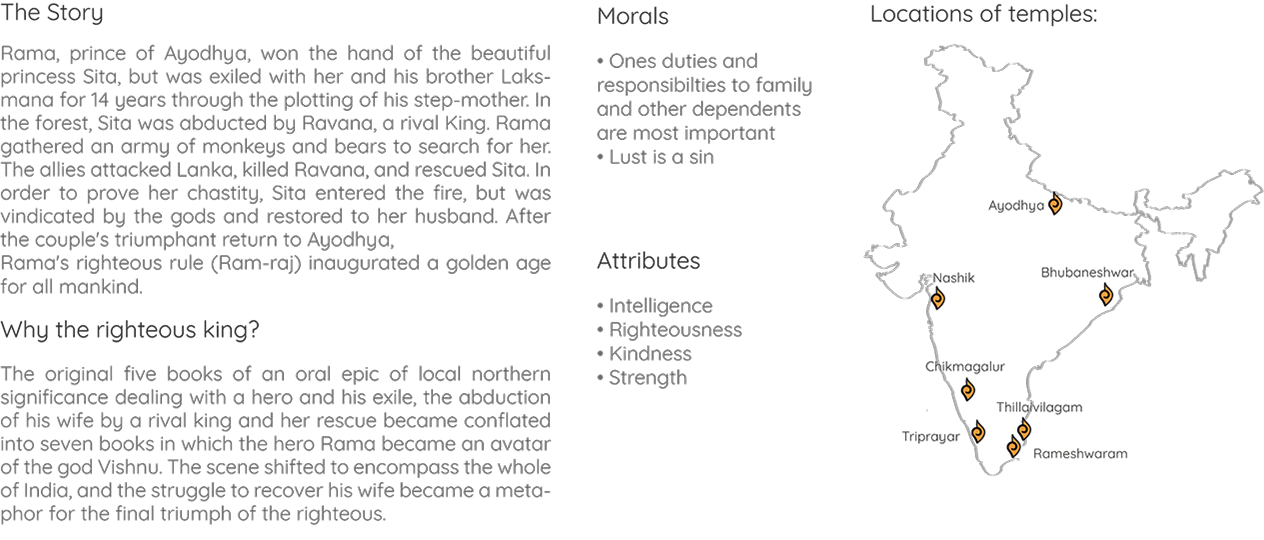 The Story
Rama, prince of Ayodhya, won the hand of the beautiful
princess Sita, but was exiled with her and his brother Laks-
mana for 14 years through the plotting of his step-mother. In
the forest, Sita was abducted by Ravana, a rival King. Rama
gathered an army of monkeys and bears to search for her.
The allies attacked Lanka, killed Ravana, and rescued Sita. In
order to prove her chastity, Sita entered the fire, but was
vindicated by the gods and restored to her husband. After
the couple's triumphant return to Ayodhya,
Rama's righteous rule (Ram-raj) inaugurated a golden age
for all mankind.
Why the righteous king?
The original five books of an oral epic of local northern
significance dealing with a hero and his exile, the abduction
of his wife by a rival king and her rescue became conflated
into seven books in which the hero Rama became an avatar
of the god Vishnu. The scene shifted to encompass the whole
of India, and the struggle to recover his wife became a meta-
phor for the final triumph of the righteous.
Morals
• Ones duties and
responsibilties to family
and other dependents
are most important
• Lust is a sin
Attributes
• Intelligence
• Righteousness
• Kindness
• Strength
Locations of temples:
Ayodhya
Nashik
Bhubaneshwar
Chikmagalur
Thillaivilagam
Triprayar
Rameshwaram